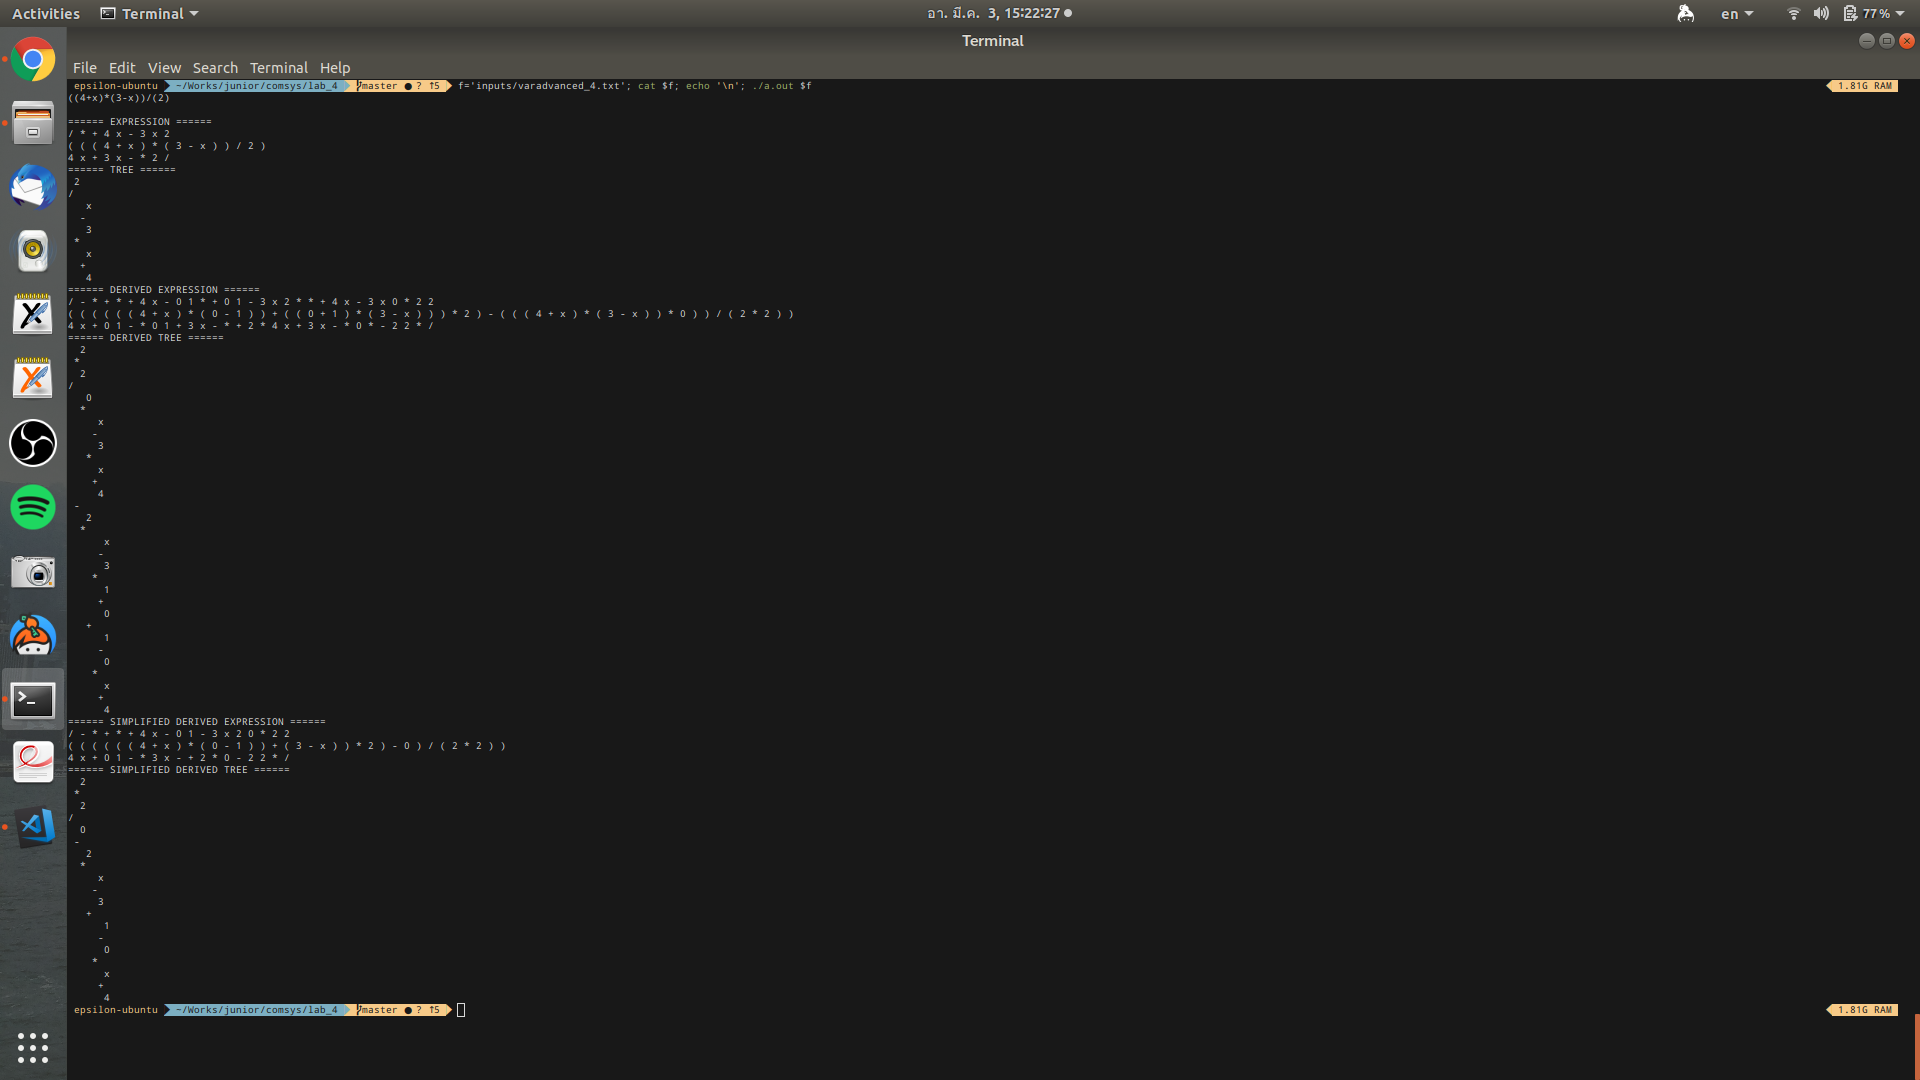 Activities Terminal อา. มี.ค. 3, 15:22:27 en 77%
Terminal
File Edit View Search Terminal Help
epsilon-ubuntu ~/Works/junior/comsys/lab_4 master ● ? ↑5 f='inputs/varadvanced_4.txt'; cat $f; echo '\n'; ./a.out $f 1.81G RAM
((4+x)*(3-x))/(2)
====== EXPRESSION ======
/ * + 4 x - 3 x 2
( ( ( 4 + x ) * ( 3 - x ) ) / 2 )
4 x + 3 x - * 2 /
====== TREE ======
2
/
x
-
3
*
x
+
4
====== DERIVED EXPRESSION ======
/ - * + * + 4 x - 0 1 * + 0 1 - 3 x 2 * * + 4 x - 3 x 0 * 2 2
( ( ( ( ( ( 4 + x ) * ( 0 - 1 ) ) + ( ( 0 + 1 ) * ( 3 - x ) ) ) * 2 ) - ( ( ( 4 + x ) * ( 3 - x ) ) * 0 ) ) / ( 2 * 2 ) )
4 x + 0 1 - * 0 1 + 3 x - * + 2 * 4 x + 3 x - * 0 * - 2 2 * /
====== DERIVED TREE ======
2
*
2
/
0
*
x
-
3
*
x
+
4
-
2
*
x
-
3
*
1
+
0
+
1
-
0
*
x
+
4
====== SIMPLIFIED DERIVED EXPRESSION ======
/ - * + * + 4 x - 0 1 - 3 x 2 0 * 2 2
( ( ( ( ( ( 4 + x ) * ( 0 - 1 ) ) + ( 3 - x ) ) * 2 ) - 0 ) / ( 2 * 2 ) )
4 x + 0 1 - * 3 x - + 2 * 0 - 2 2 * /
====== SIMPLIFIED DERIVED TREE ======
2
*
2
/
0
-
2
*
x
-
3
+
1
-
0
*
x
+
4
epsilon-ubuntu ~/Works/junior/comsys/lab_4 master ● ? ↑5 1.81G RAM